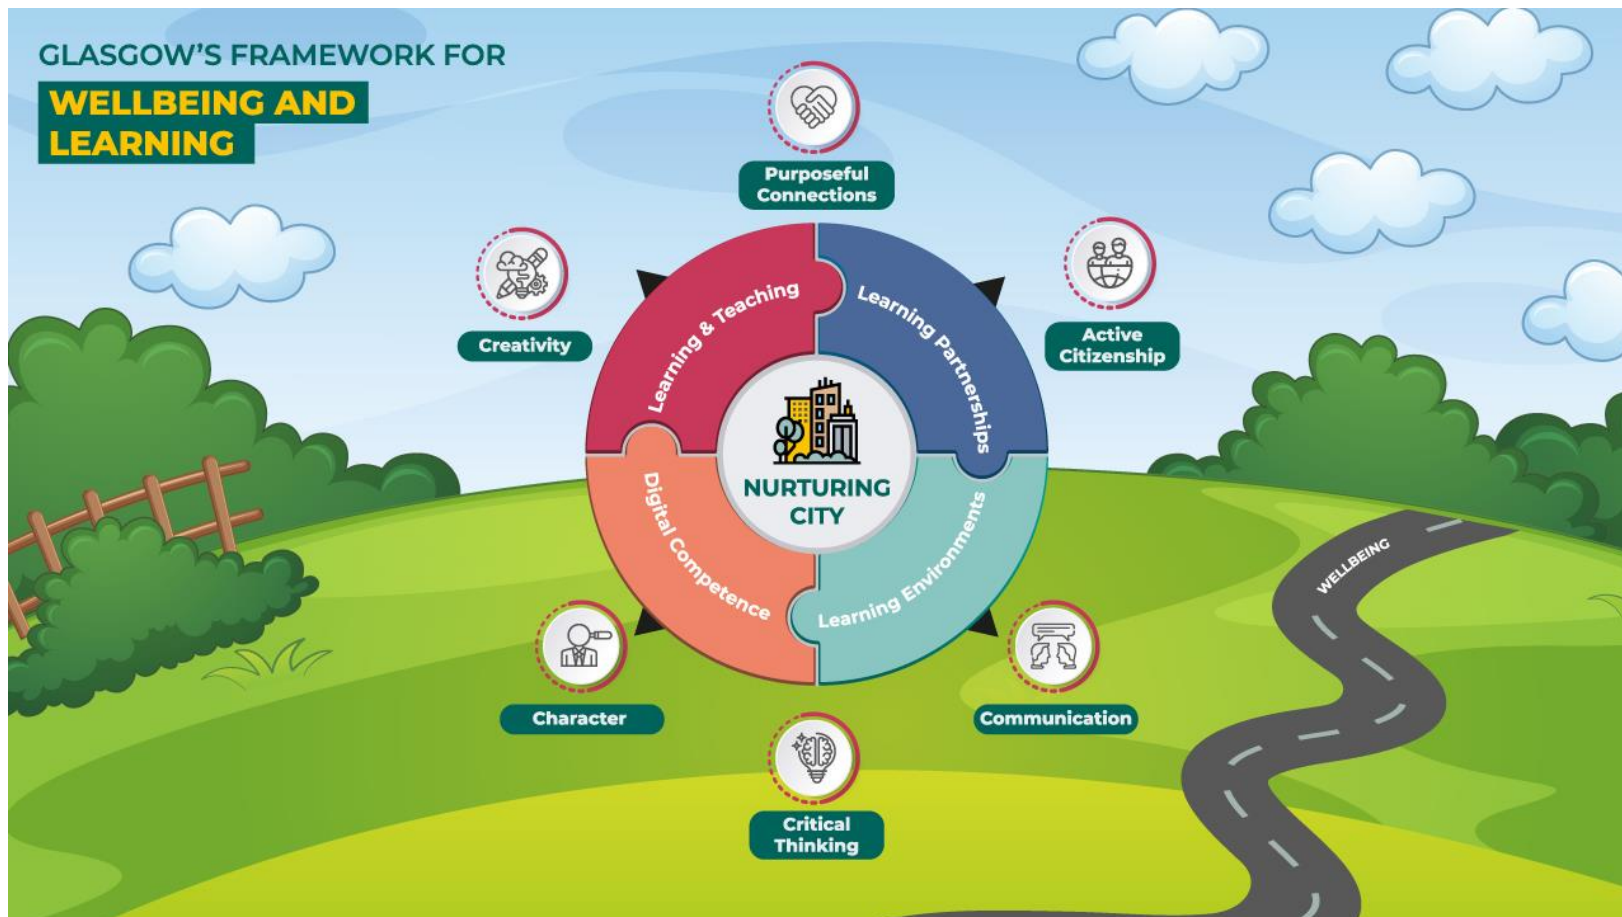 GLASGOW'S FRAMEWORK FOR
WELLBEING AND
LEARNING
Purposeful
Connections
Creativity
Active
Citizenship
Learning & Teaching
Learning Partnerships
NURTURING
CITY
Digital Competence
Learning Environments
WELLBEING
Character
Communication
Critical
Thinking